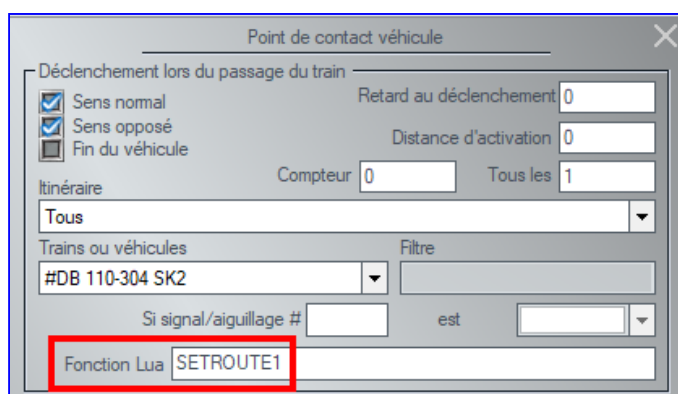 Point de contact véhicule
Déclenchement lors du passage du train
Sens normal
Retard au déclenchement 0
Sens opposé
Distance d'activation 0
Fin du véhicule
Compteur 0 Tous les 1
Itinéraire
Tous
Trains ou véhicules Filtre
#DB 110-304 SK2
Si signal/aiguillage # est
Fonction Lua SETROUTE1